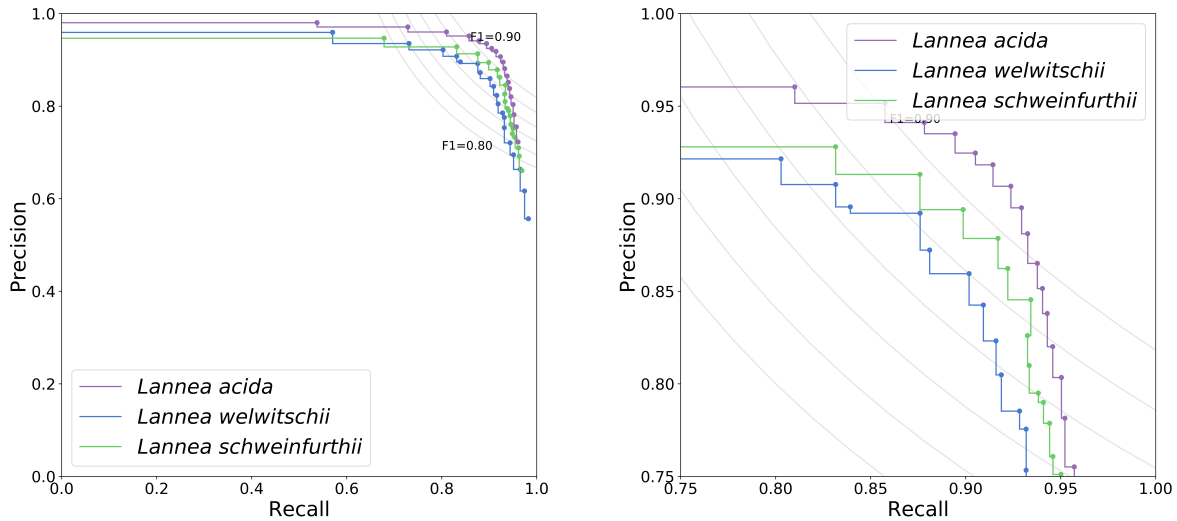 1.0
F1=0.90
0.8
F1=0.80
0.6
Precision
0.4
0.2
Lannea acida
Lannea welwitschii
Lannea schweinfurthii
0.0
0.0 0.2 0.4 0.6 0.8 1.0
Recall
1.00
Lannea acida
Lannea welwitschii
Lannea schweinfurthii
0.95
F1=0.90
0.90
Precision
0.85
0.80
0.75
0.75 0.80 0.85 0.90 0.95 1.00
Recall